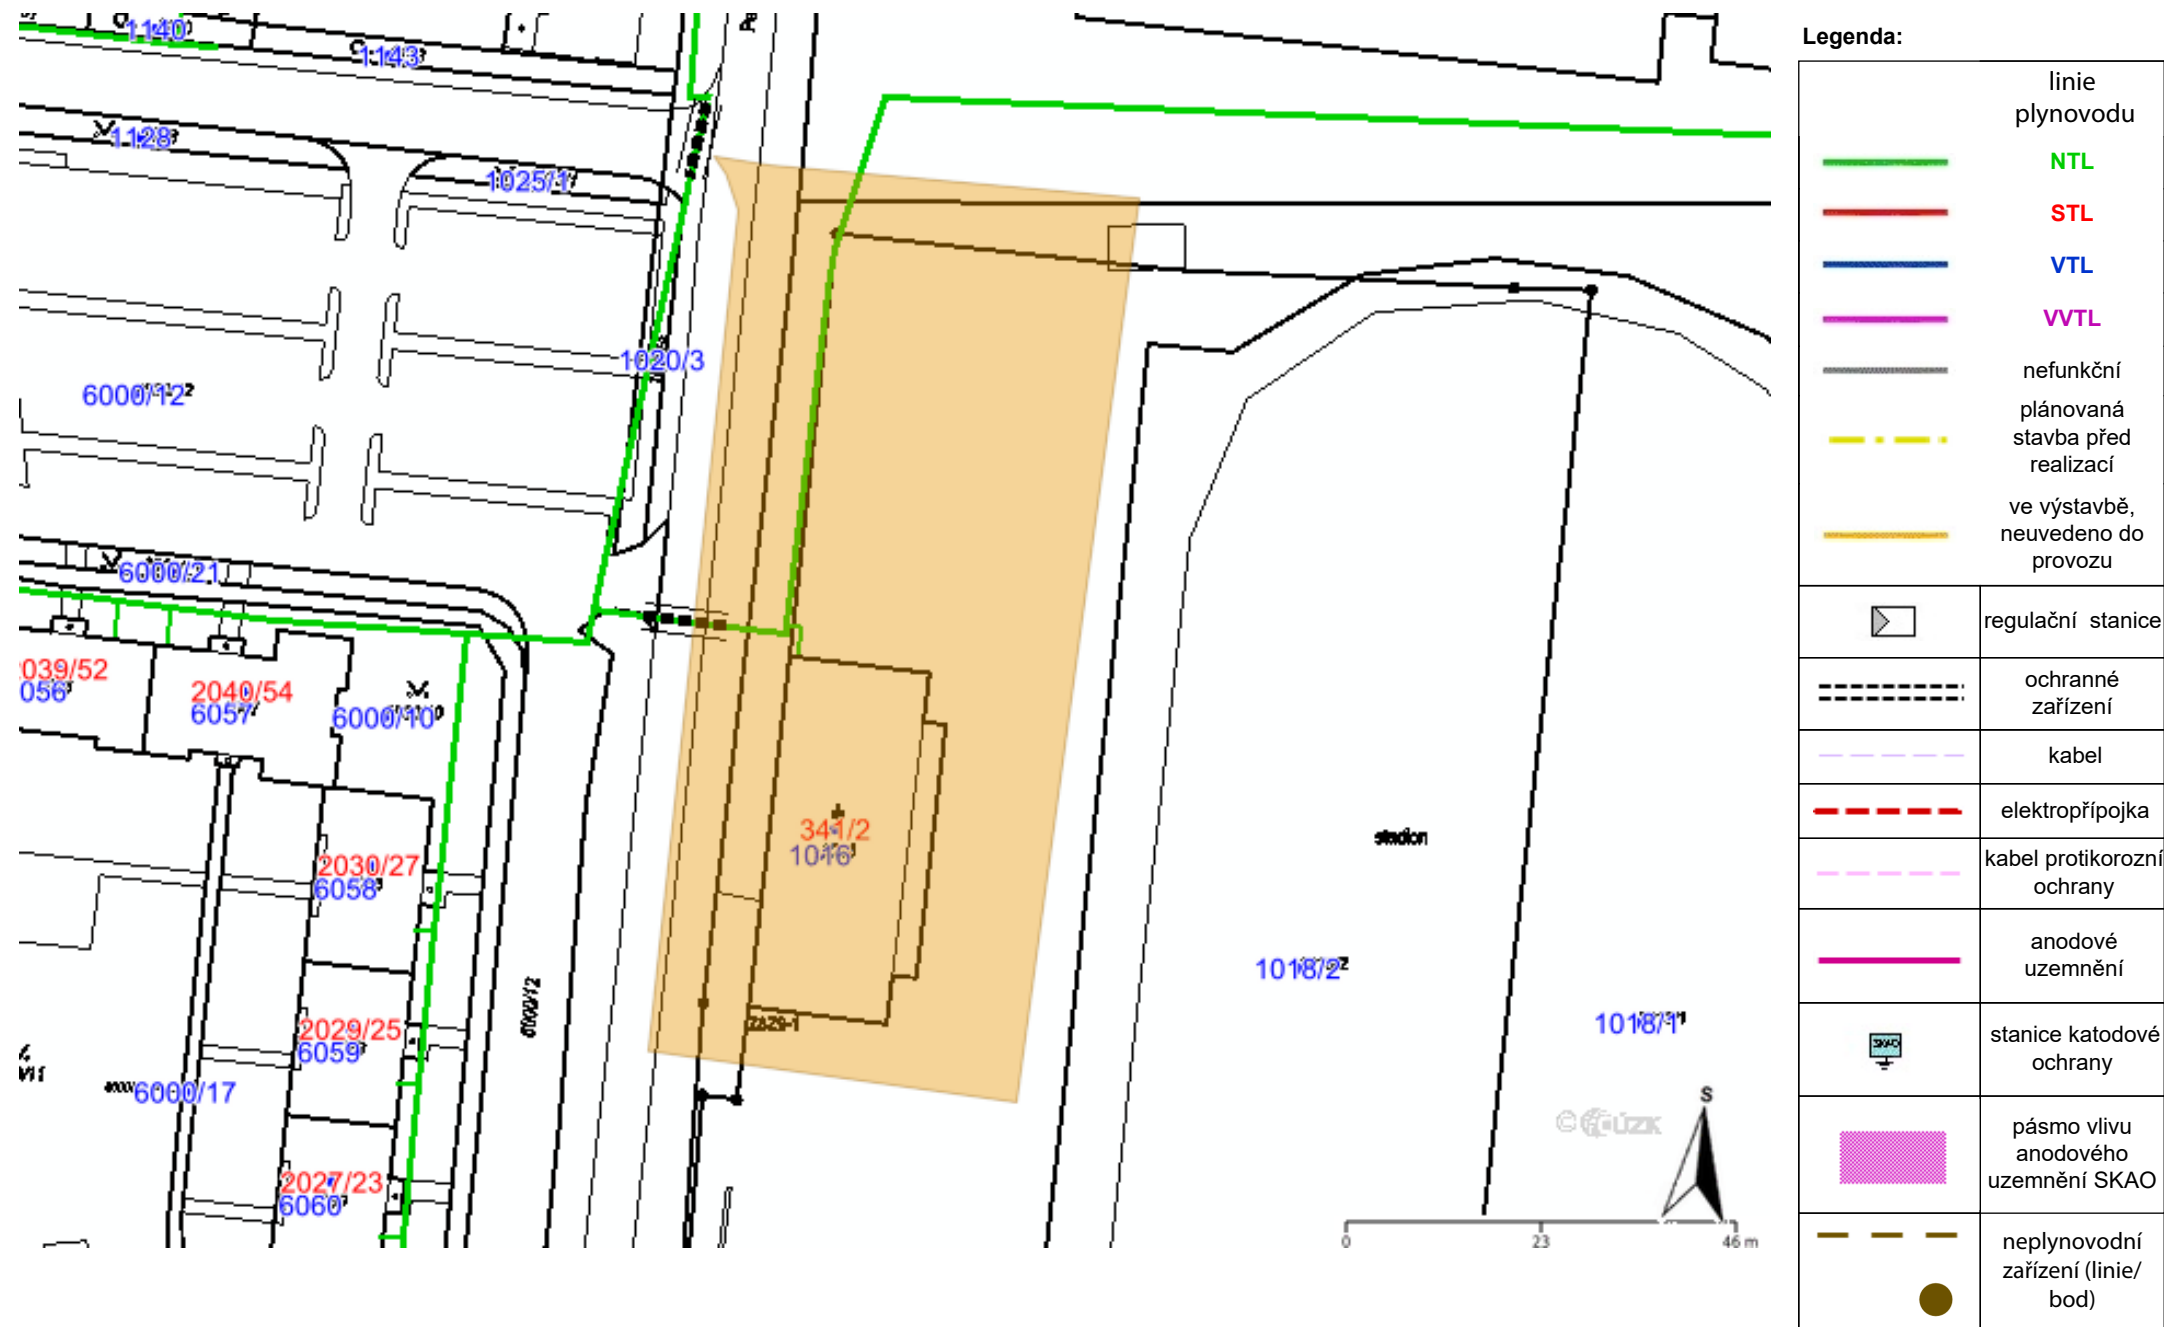 1140
1143
1128
1025/1
1020/3
6000/12
6000/21
2039/52
056
2040/54
6057
6000/10
341/2
1016
2030/27
6058
stadion
1018/2
6000/12
2029/25
6059
1018/1
6000/17
2027/23
6060
S
0 23 46 m
Legenda:
linie
plynovodu
NTL
STL
VTL
VVTL
nefunkční
plánovaná
stavba před
realizací
ve výstavbě,
neuvedeno do
provozu
regulační stanice
ochranné
zařízení
kabel
elektropřípojka
kabel protikorozní
ochrany
anodové
uzemnění
SKAO
stanice katodové
ochrany
pásmo vlivu
anodového
uzemnění SKAO
neplynovodní
zařízení (linie/
bod)